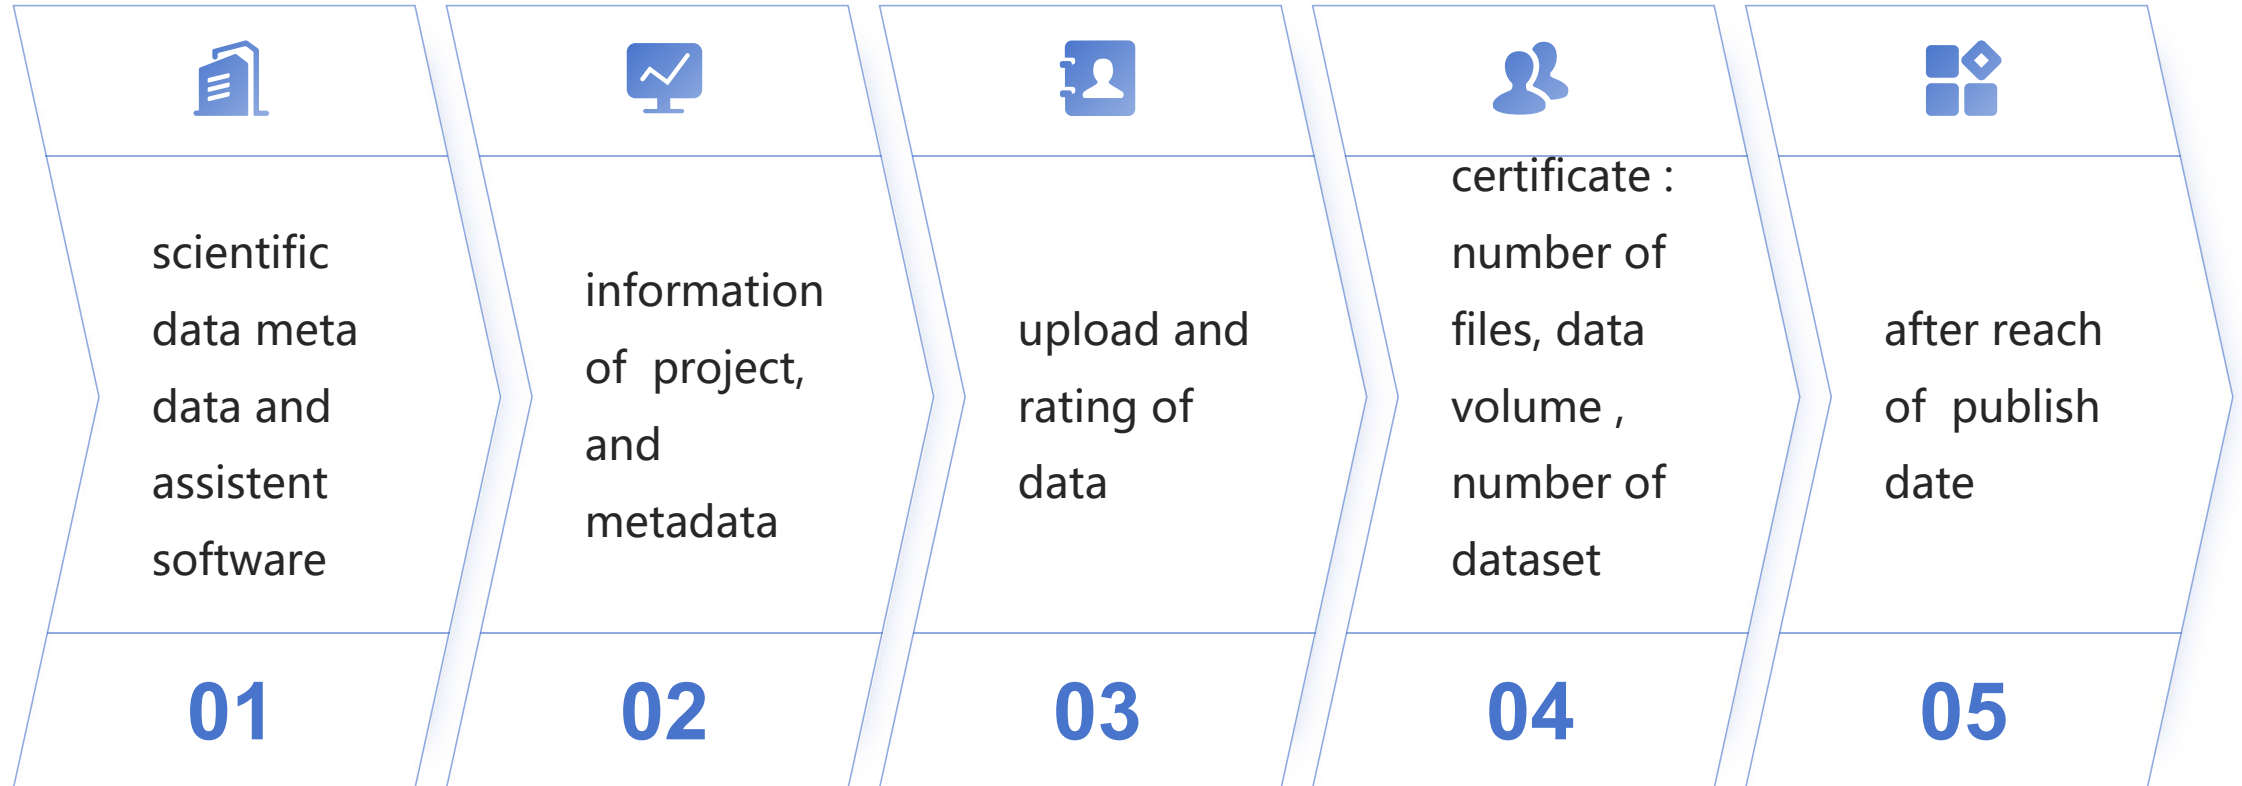 scientific
data meta
data and
assistent
software
01
information
of  project,
and
metadata
02
upload and
rating of
data
03
certificate :
number of
files, data
volume ,
number of
dataset
04
after reach
of  publish
date
05